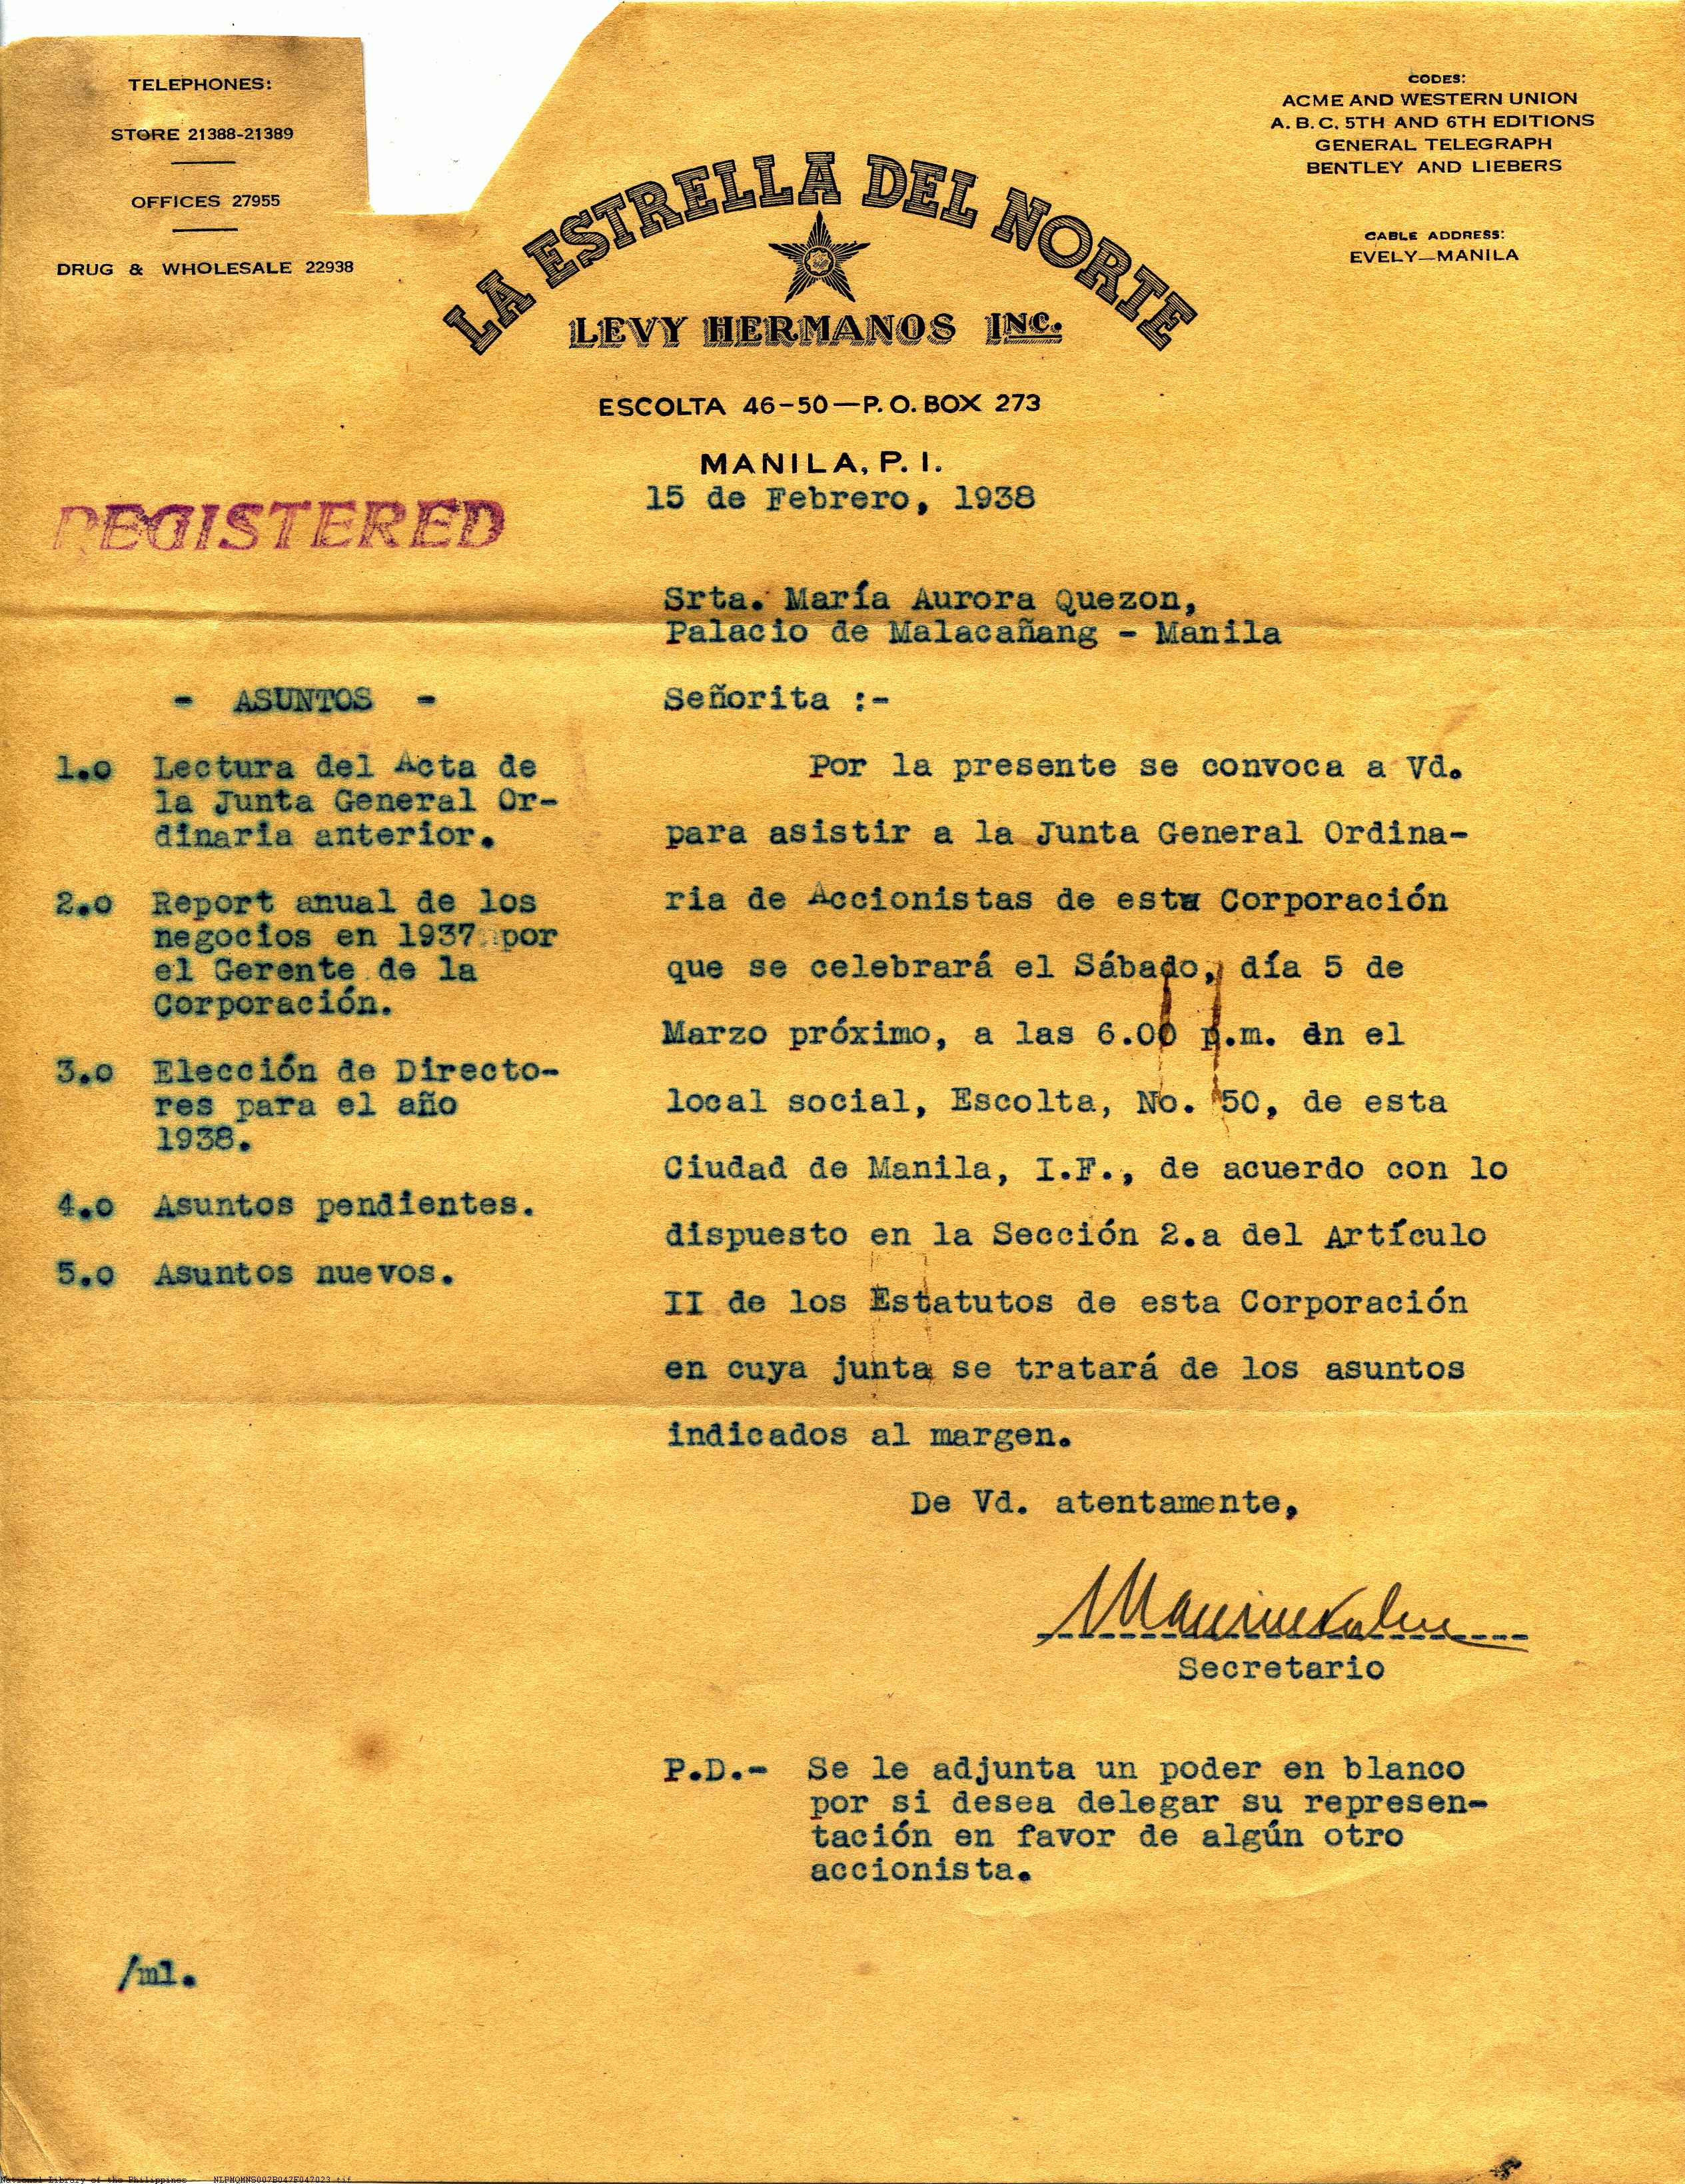 TELEPHONES:
STORE 21388-21389
OFFICES 27955
DRUG & WHOLESALE 22938
CODES:
ACME AND WESTERN UNION
A. B. C. 5TH AND 6TH EDITIONS
GENERAL TELEGRAPH
BENTLEY AND LIEBERS
CABLE ADDRESS:
EVELY—MANILA
LA ESTRELLA DEL NORTE
LEVY HERMANOS INC.
ESCOLTA 46-50—P. O. BOX 273
MANILA, P. I.
15 de Febrero, 1938
REGISTERED
Srta. María Aurora Quezon,
Palacio de Malacañang - Manila
- ASUNTOS -
1.o Lectura del Acta de
la Junta General Or-
dinaria anterior.
2.o Report anual de los
negocios en 1937 por
el Gerente de la
Corporación.
3.o Elección de Directo-
res para el año
1938.
4.o Asuntos pendientes.
5.o Asuntos nuevos.
Señorita :-
Por la presente se convoca a Vd.
para asistir a la Junta General Ordina-
ria de Accionistas de esta Corporación
que se celebrará el Sábado, día 5 de
Marzo próximo, a las 6.00 p.m. en el
local social, Escolta, No. 50, de esta
Ciudad de Manila, I.F., de acuerdo con lo
dispuesto en la Sección 2.a del Artículo
II de los Estatutos de esta Corporación
en cuya junta se tratará de los asuntos
indicados al margen.
De Vd. atentamente,
Secretario
P.D.- Se le adjunta un poder en blanco
por si desea delegar su represen-
tación en favor de algún otro
accionista.
/ml.
National Library of the Philippines NLPMQMNS007B047F047023.tif